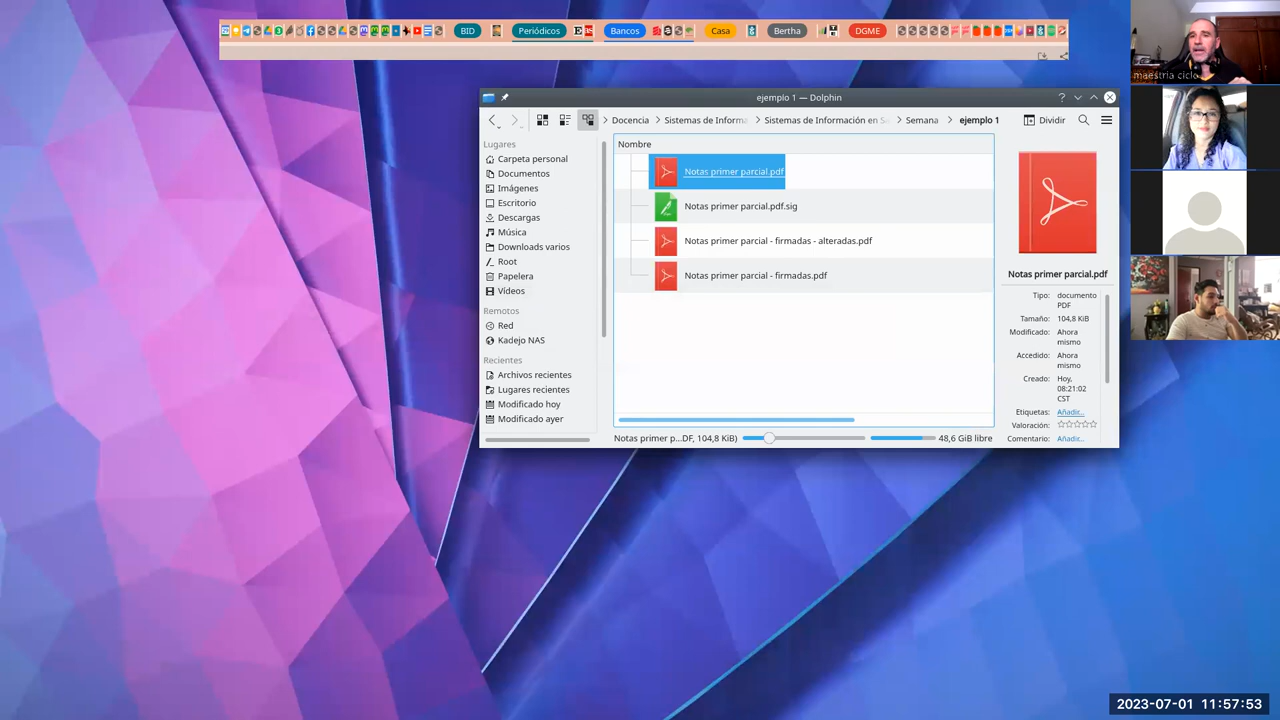 BID
Periódicos
Bancos
Casa
Bertha
DGME
maestria ciclo
ejemplo 1 — Dolphin
?
Docencia
Sistemas de Informa
Sistemas de Información en S
Semana
ejemplo 1
Dividir
Lugares
Carpeta personal
Documentos
Imágenes
Escritorio
Descargas
Música
Downloads varios
Root
Papelera
Vídeos
Remotos
Red
Kadejo NAS
Recientes
Archivos recientes
Lugares recientes
Modificado hoy
Modificado ayer
Nombre
Notas primer parcial.pdf
Notas primer parcial.pdf.sig
Notas primer parcial - firmadas - alteradas.pdf
Notas primer parcial - firmadas.pdf
Notas primer p...DF, 104,8 KiB)
48,6 GiB libre
Notas primer parcial.pdf
Tipo: documento
PDF
Tamaño: 104,8 KiB
Modificado: Ahora
mismo
Accedido: Ahora
mismo
Creado: Hoy,
08:21:02
CST
Etiquetas: Añadir...
Valoración:
Comentario: Añadir...
2023-07-01 11:57:53